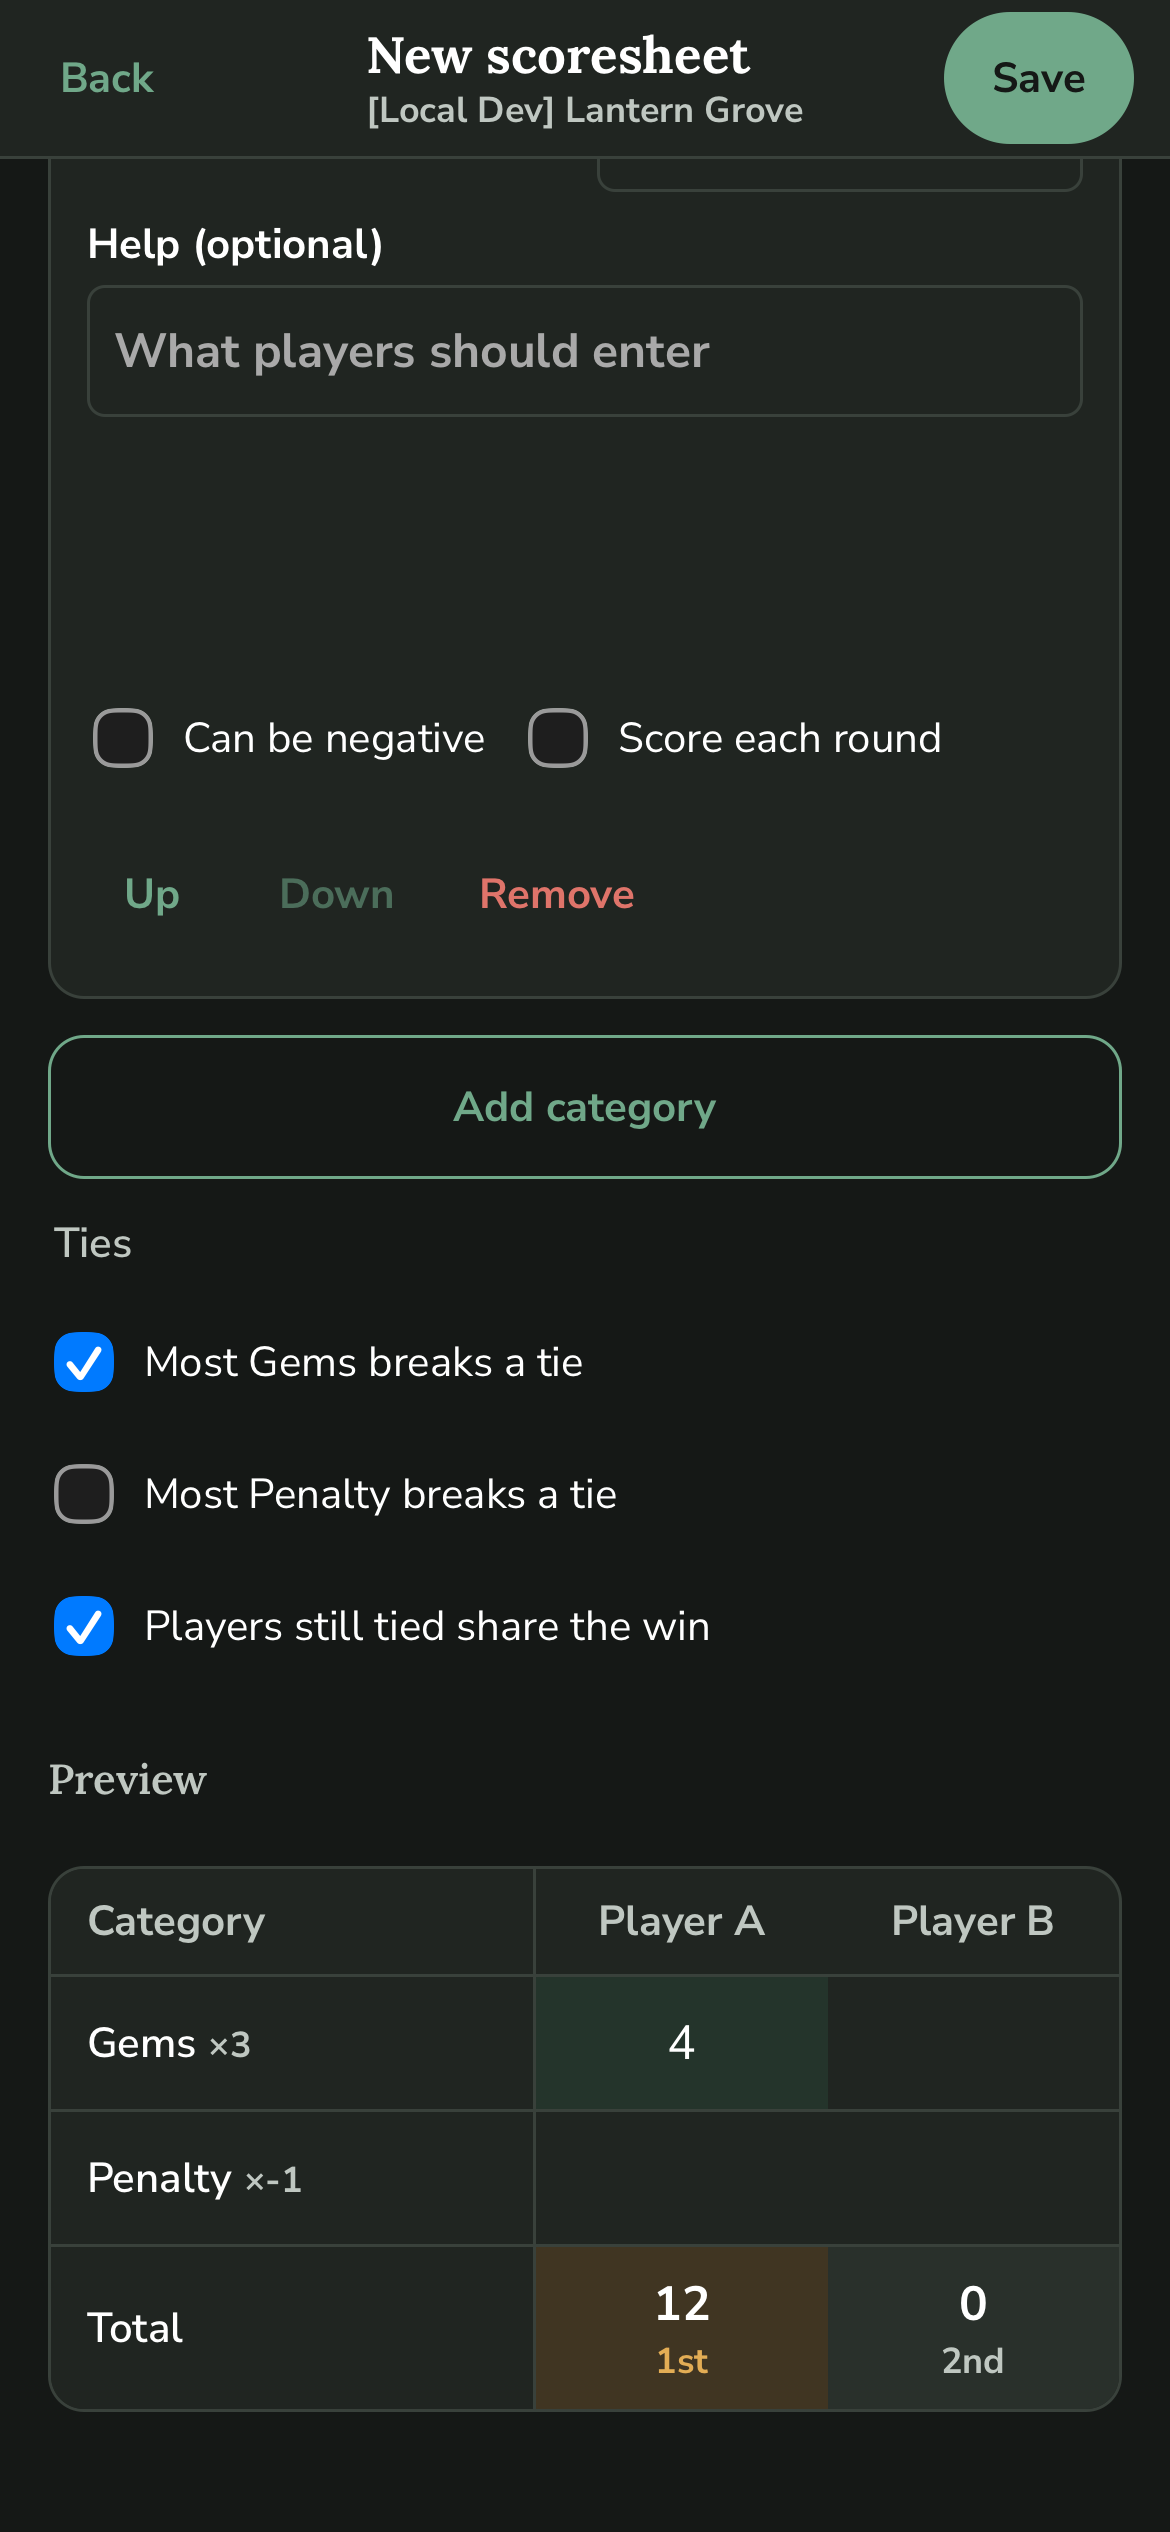 Back
New scoresheet
[Local Dev] Lantern Grove
Save
Help (optional)
What players should enter
Can be negative
Score each round
Up
Down
Remove
Add category
Ties
Most Gems breaks a tie
Most Penalty breaks a tie
Players still tied share the win
Preview
Category Player A Player B
Gems ×3 4
Penalty ×-1
Total 12 0
1st 2nd